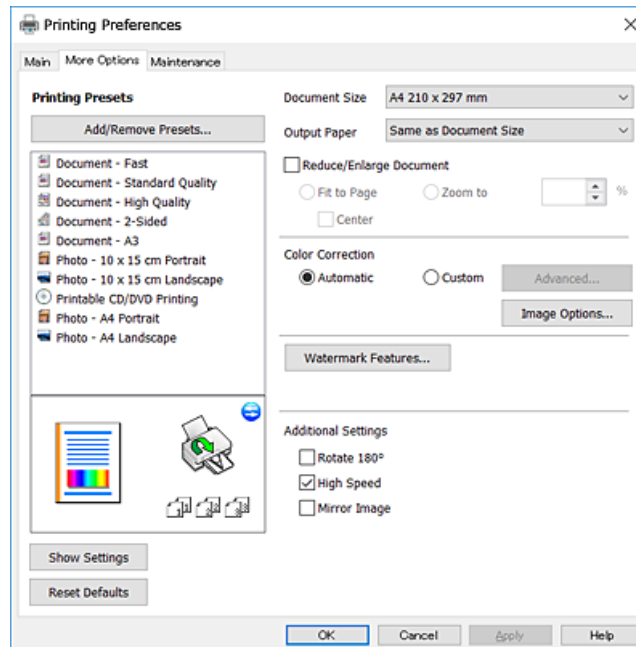 Printing Preferences
Main
More Options
Maintenance
Printing Presets
Add/Remove Presets...
Document - Fast
Document - Standard Quality
Document - High Quality
Document - 2-Sided
Document - A3
Photo - 10 x 15 cm Portrait
Photo - 10 x 15 cm Landscape
Printable CD/DVD Printing
Photo - A4 Portrait
Photo - A4 Landscape
Show Settings
Reset Defaults
Document Size
A4 210 x 297 mm
Output Paper
Same as Document Size
Reduce/Enlarge Document
Fit to Page
Zoom to
%
Center
Color Correction
Automatic
Custom
Advanced...
Image Options...
Watermark Features...
Additional Settings
Rotate 180°
High Speed
Mirror Image
OK
Cancel
Apply
Help